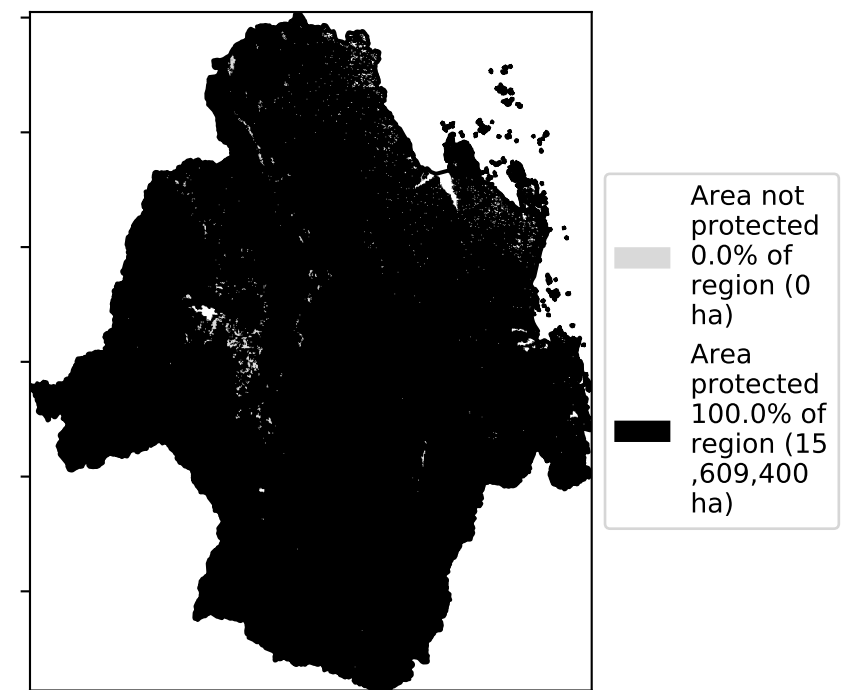 Area not
protected
0.0% of
region (0
ha)
Area
protected
100.0% of
region (15
,609,400
ha)